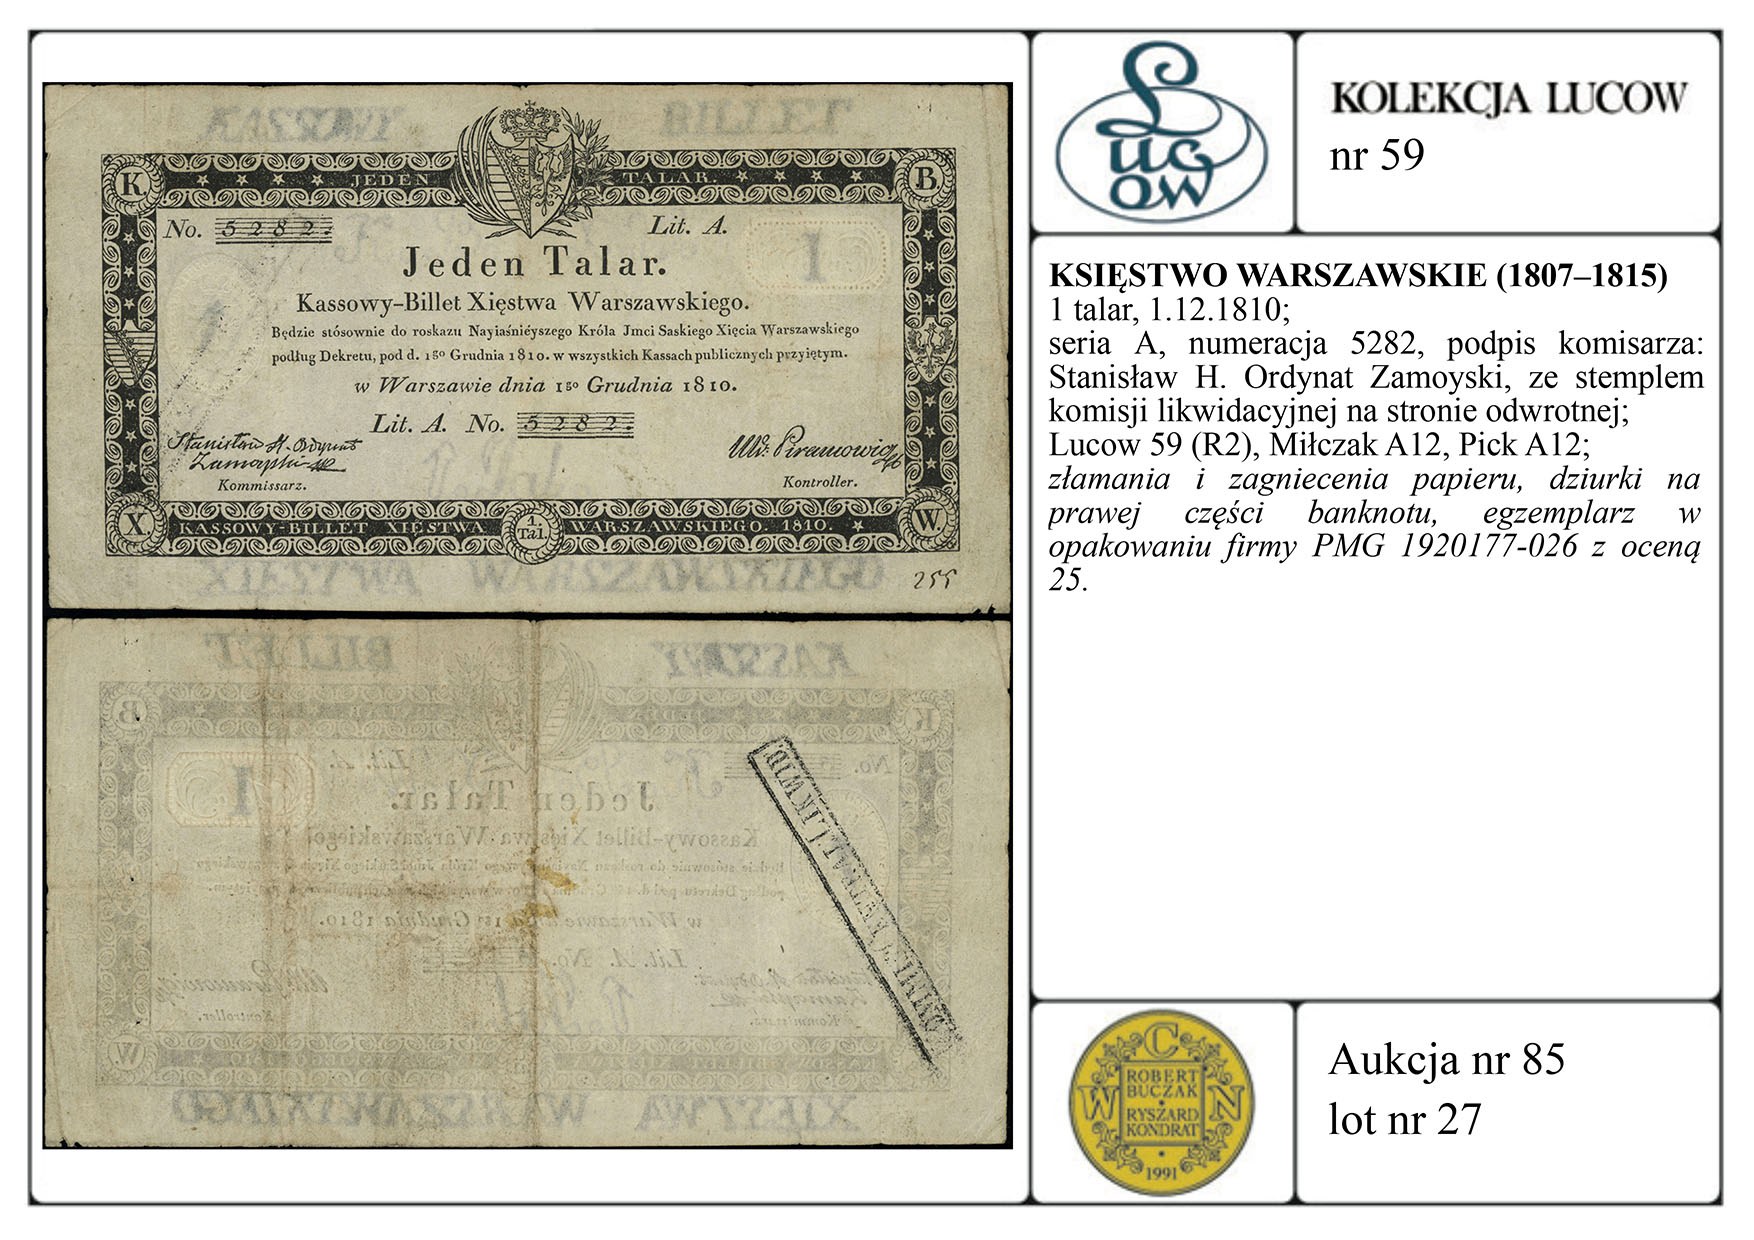 KASSOWY BILLET
K. JEDEN TALAR. B.
No. 5282. Lit. A.
1
Jeden Talar.
Kassowy-Billet Xięstwa Warszawskiego.
Będzie stósownie do roskazu Nayiaśniéyszego Króla Jmci Saskiego Xięcia Warszawskiego
podług Dekretu, pod d. 1go Grudnia 1810. w wszystkich Kassach publicznych przyiętym.
w Warszawie dnia 1go Grudnia 1810.
Lit. A. No. 5282.
Stanisław H. Ordynat
Zamoyski
Kommissarz. Kontroller.
X. KASSOWY-BILLET XIĘSTWA 1. Tal. WARSZAWSKIEGO. 1810. W.
XIĘSTWA WARSZAWSKIEGO
255
Lucow
KOLEKCJA LUCOW
nr 59
KSIĘSTWO WARSZAWSKIE (1807–1815)
1 talar, 1.12.1810;
seria A, numeracja 5282, podpis komisarza:
Stanisław H. Ordynat Zamoyski, ze stemplem
komisji likwidacyjnej na stronie odwrotnej;
Lucow 59 (R2), Miłczak A12, Pick A12;
złamania i zagniecenia papieru, dziurki na
prawej części banknotu, egzemplarz w
opakowaniu firmy PMG 1920177-026 z oceną
25.
WCN
ROBERT
BUCZAK
RYSZARD
KONDRAT
1991
Aukcja nr 85
lot nr 27